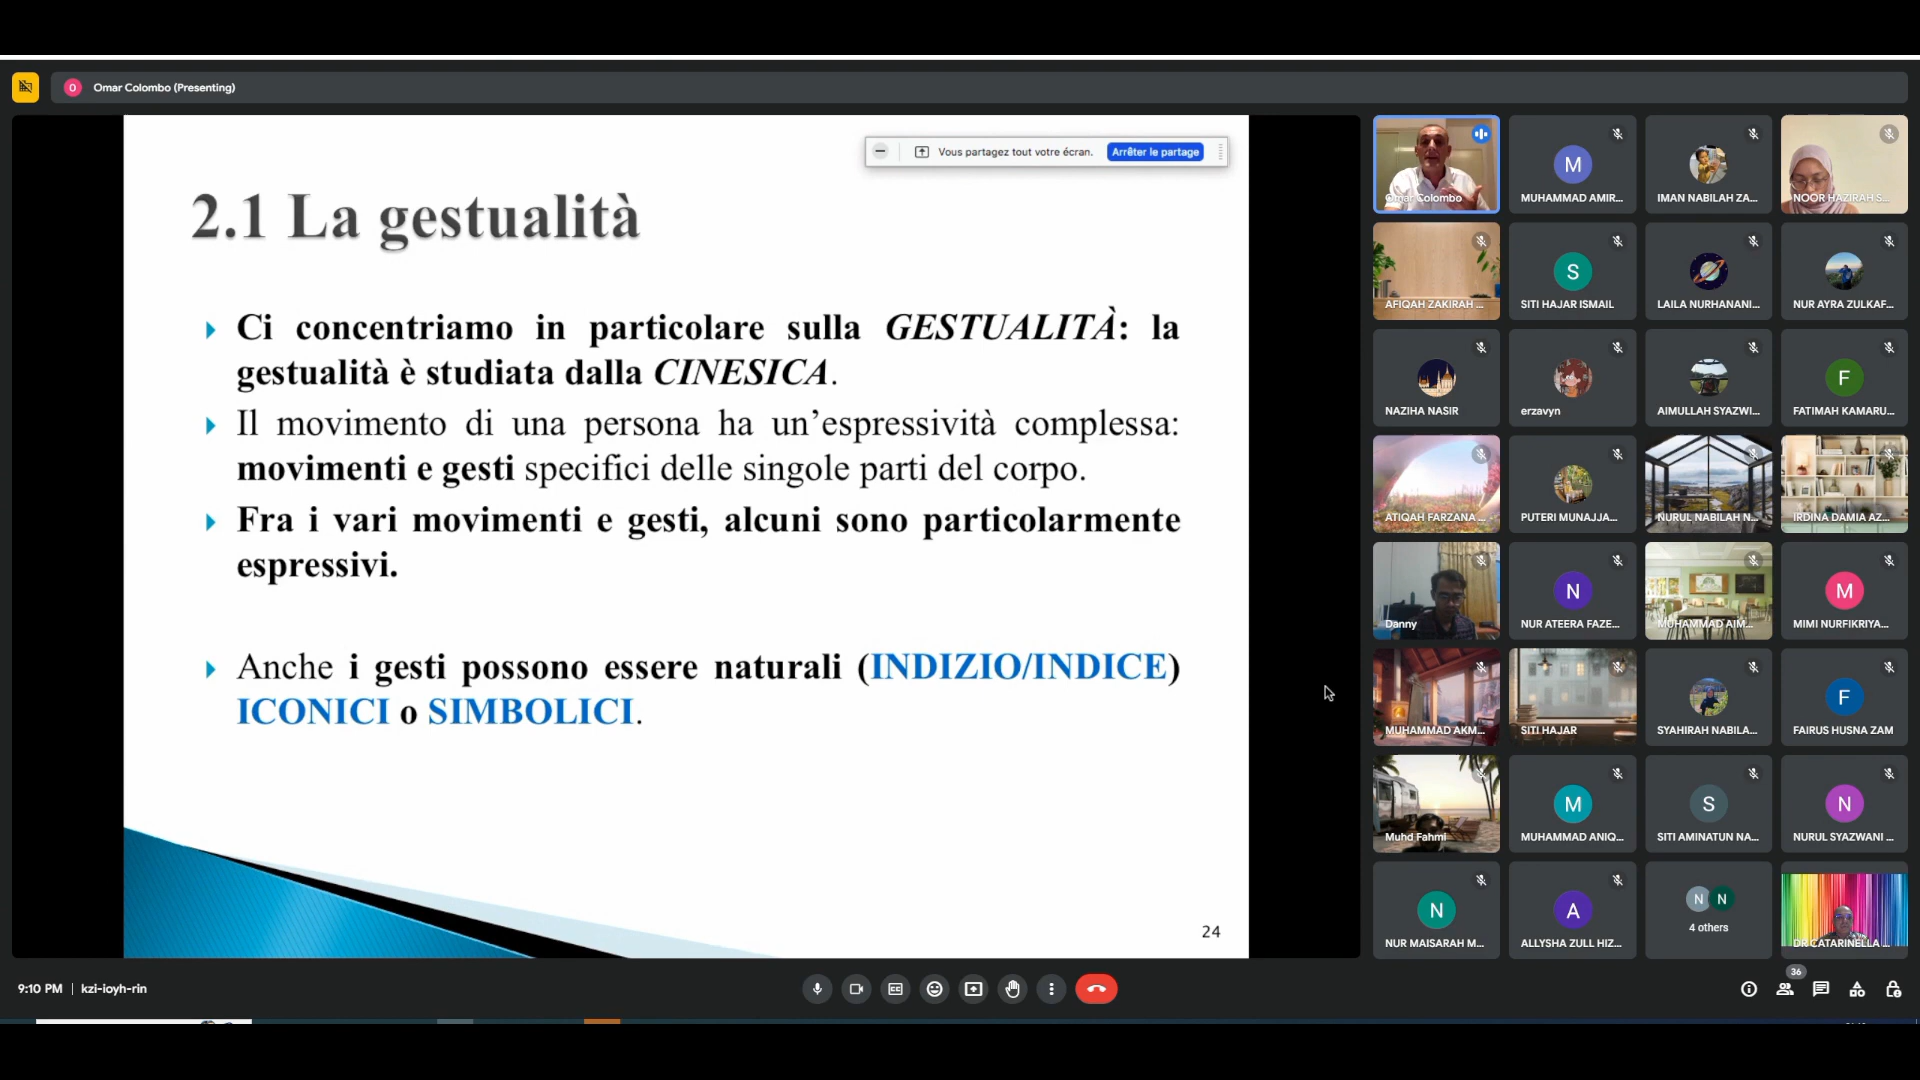 O Omar Colombo (Presenting)
Vous partagez tout votre écran. Arrêter le partage
2.1 La gestualità
Ci concentriamo in particolare sulla GESTUALITÀ: la
gestualità è studiata dalla CINESICA.
Il movimento di una persona ha un'espressività complessa:
movimenti e gesti specifici delle singole parti del corpo.
Fra i vari movimenti e gesti, alcuni sono particolarmente
espressivi.
Anche i gesti possono essere naturali (INDIZIO/INDICE)
ICONICI o SIMBOLICI.
24
Omar Colombo
M
MUHAMMAD AMIR...
IMAN NABILAH ZA...
NOOR HAZIRAH S...
AFIQAH ZAKIRAH ...
S
SITI HAJAR ISMAIL
LAILA NURHANANI...
NUR AYRA ZULKAF...
NAZIHA NASIR
erzavyn
AIMULLAH SYAZWI...
F
FATIMAH KAMARU...
ATIQAH FARZANA ...
PUTERI MUNAJJA...
NURUL NABILAH N...
IRDINA DAMIA AZ...
Danny
N
NUR ATEERA FAZE...
MUHAMMAD AIM...
M
MIMI NURFIKRIYA...
MUHAMMAD AKM...
SITI HAJAR
SYAHIRAH NABILA...
F
FAIRUS HUSNA ZAM
Muhd Fahmi
M
MUHAMMAD ANIQ...
S
SITI AMINATUN NA...
N
NURUL SYAZWANI ...
N
NUR MAISARAH M...
A
ALLYSHA ZULL HIZ...
N N
4 others
DR CATARINELLA ...
9:10 PM | kzi-ioyh-rin
36